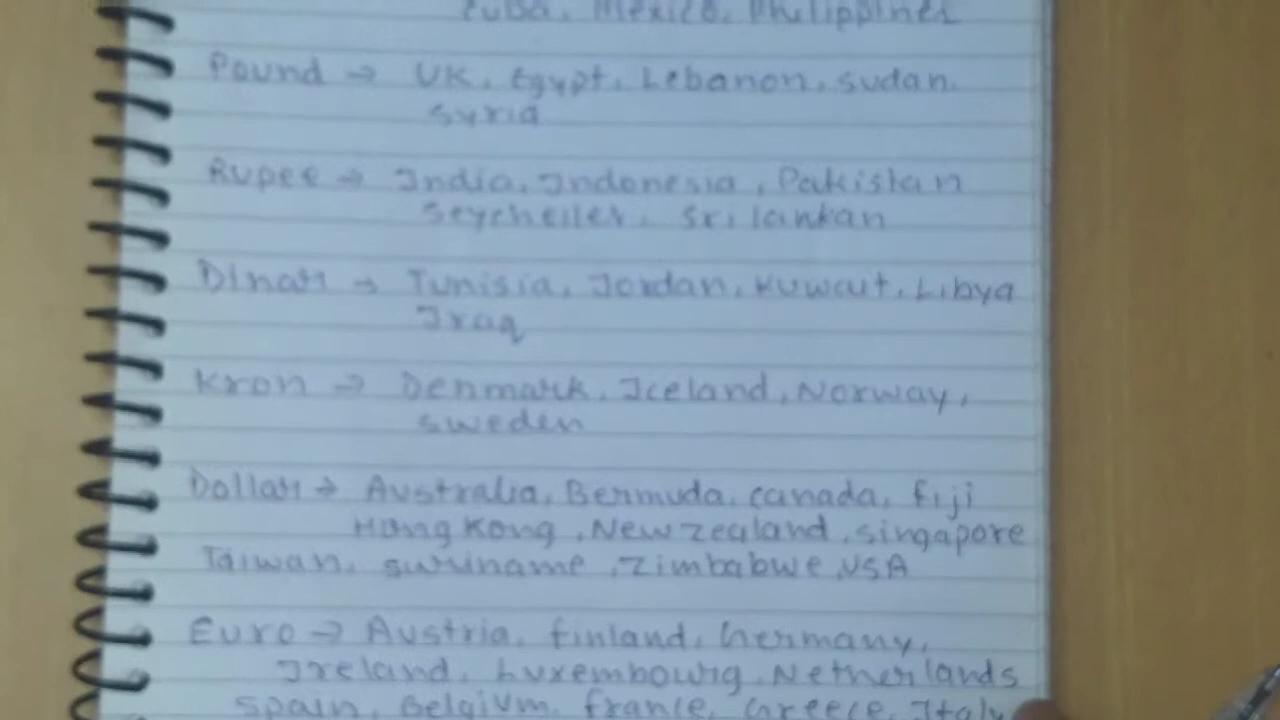 Cuba, Mexico, Philippines
Pound → UK, Egypt, Lebanon, Sudan.
Syria
Rupee → India, Indonesia, Pakistan
Seychelles, Sri lankan
Dinar → Tunisia, Jordan, Kuwait, Libya
Iraq
Kron → Denmark, Iceland, Norway,
Sweden
Dollar → Australia, Bermuda, Canada, Fiji
Hong Kong, New zealand, singapore
Taiwan, suriname, Zimbabwe, USA
Euro → Austria, finland, Germany,
Ireland, Luxembourg, Netherlands
Spain, Belgium, France, Greece, Italy